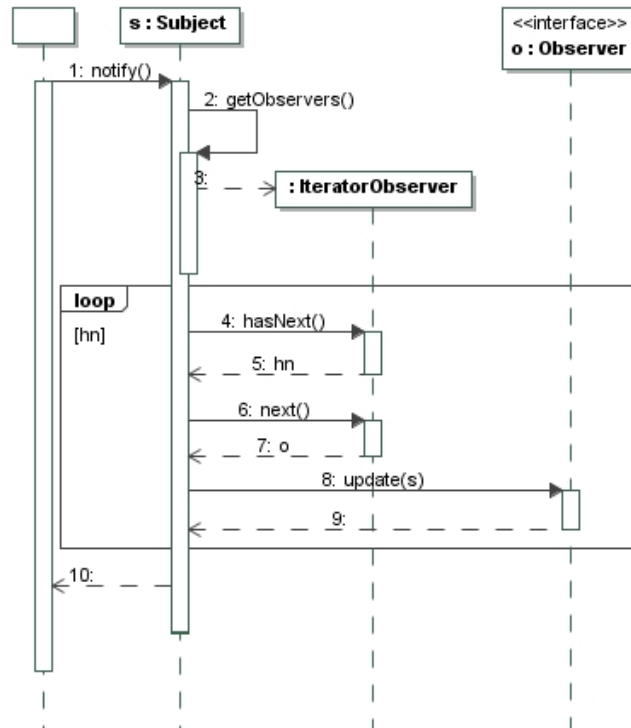 s : Subject
<<interface>>
o : Observer
1: notify()
2: getObservers()
3:
: IteratorObserver
loop
[hn]
4: hasNext()
5: hn
6: next()
7: o
8: update(s)
9:
10: